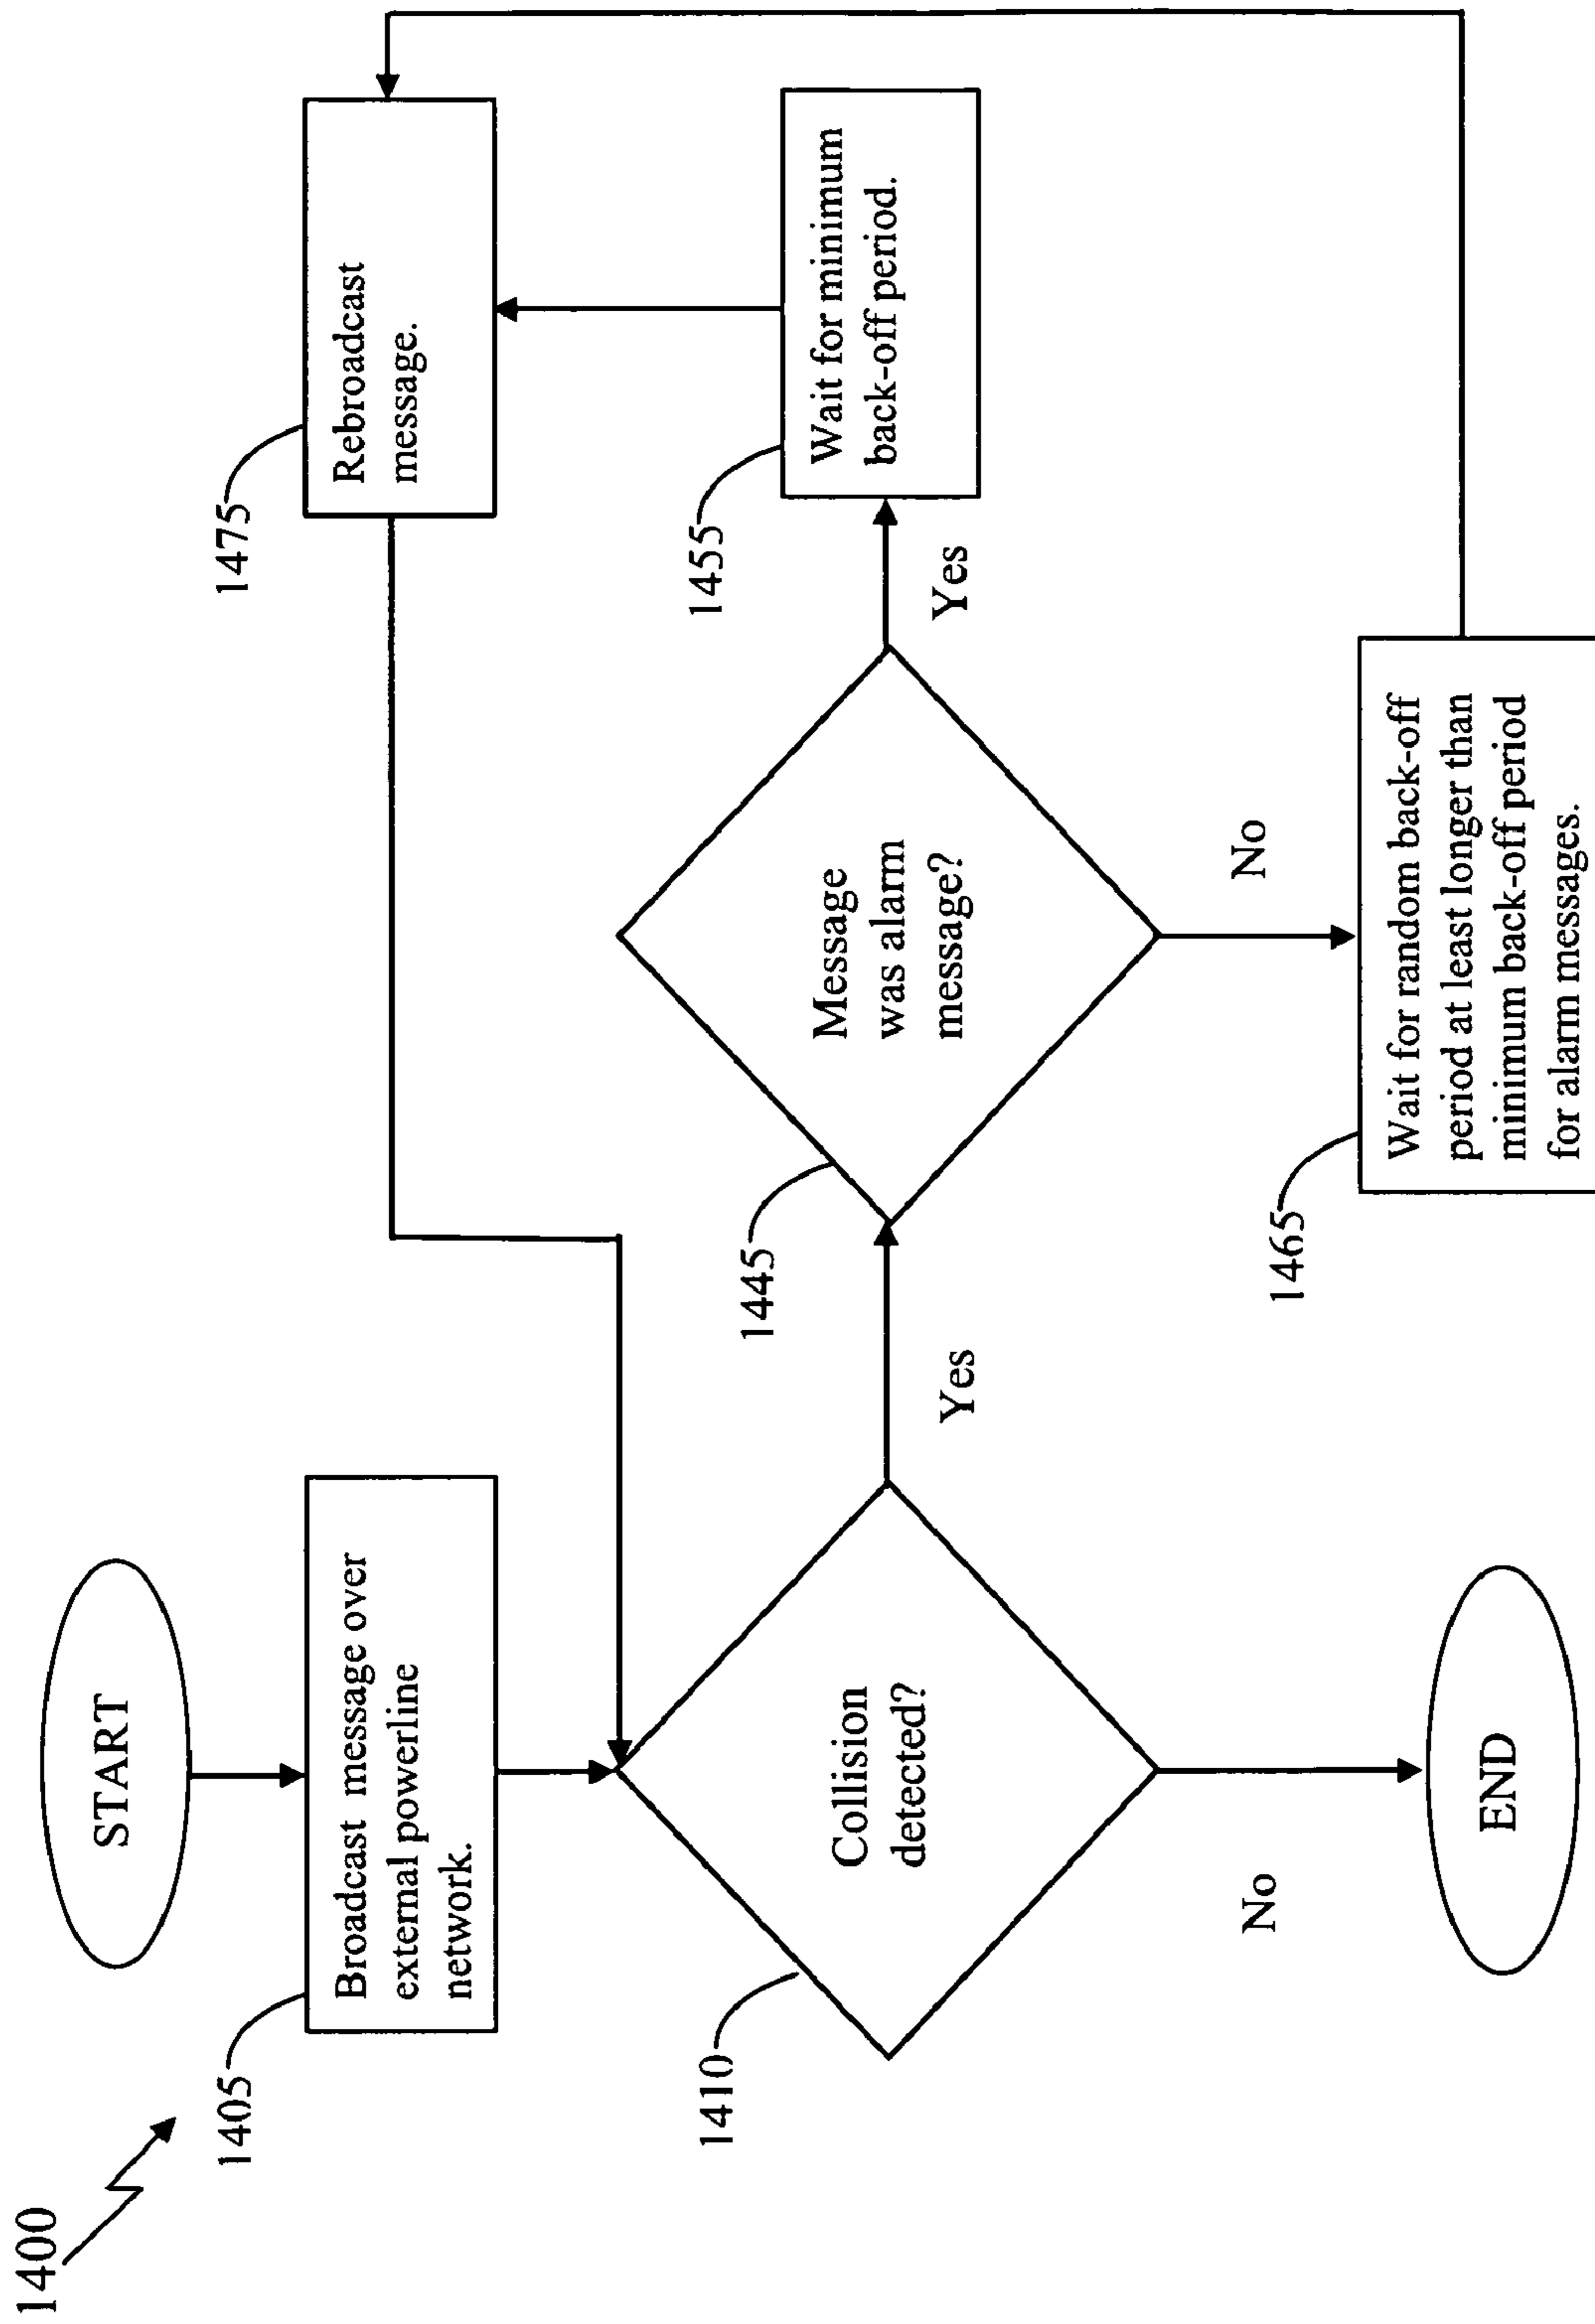 1400
START
1405
Broadcast message over
external powerline
network.
1410
Collision
detected?
Yes
No
END
1445
Message
was alarm
message?
Yes
No
1455
Wait for minimum
back-off period.
1465
Wait for random back-off
period at least longer than
minimum back-off period
for alarm messages.
1475
Rebroadcast
message.